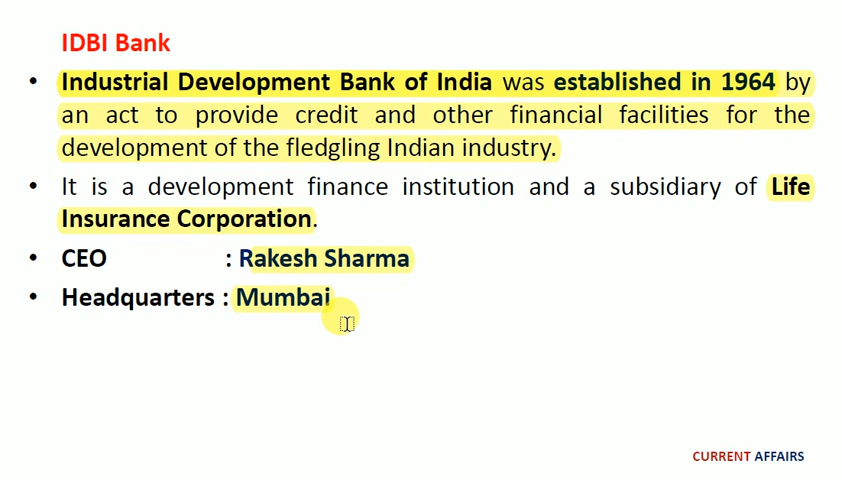 IDBI Bank
• Industrial Development Bank of India was established in 1964 by
an act to provide credit and other financial facilities for the
development of the fledgling Indian industry.
• It is a development finance institution and a subsidiary of Life
Insurance Corporation.
• CEO : Rakesh Sharma
• Headquarters : Mumbai
CURRENT AFFAIRS